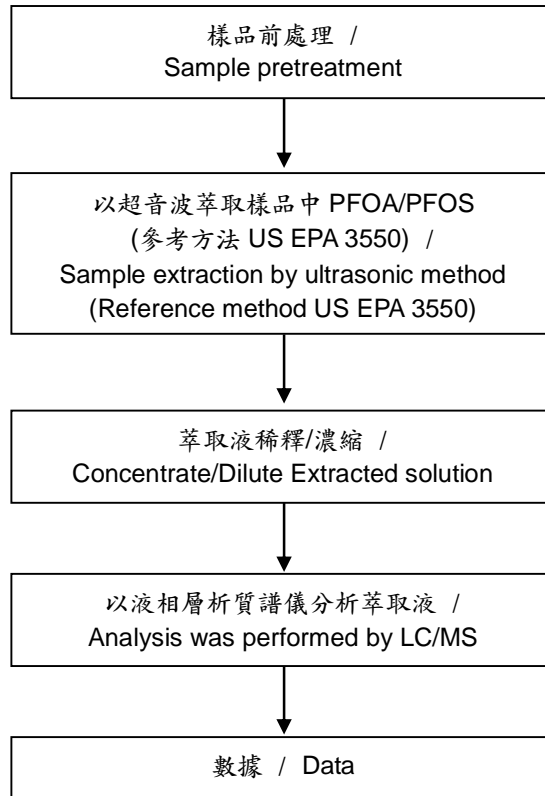 樣品前處理 /
Sample pretreatment
以超音波萃取樣品中 PFOA/PFOS
(參考方法 US EPA 3550) /
Sample extraction by ultrasonic method
(Reference method US EPA 3550)
萃取液稀釋/濃縮 /
Concentrate/Dilute Extracted solution
以液相層析質譜儀分析萃取液 /
Analysis was performed by LC/MS
數據 / Data